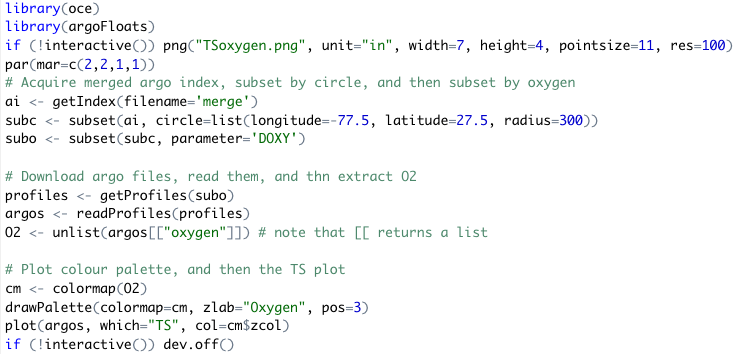 library(oce)
library(argoFloats)
if (!interactive()) png("TSoxygen.png", unit="in", width=7, height=4, pointsize=11, res=100)
par(mar=c(2,2,1,1))
# Acquire merged argo index, subset by circle, and then subset by oxygen
ai <- getIndex(filename='merge')
subc <- subset(ai, circle=list(longitude=-77.5, latitude=27.5, radius=300))
subo <- subset(subc, parameter='DOXY')

# Download argo files, read them, and thn extract O2
profiles <- getProfiles(subo)
argos <- readProfiles(profiles)
O2 <- unlist(argos[["oxygen"]]) # note that [[ returns a list

# Plot colour palette, and then the TS plot
cm <- colormap(O2)
drawPalette(colormap=cm, zlab="Oxygen", pos=3)
plot(argos, which="TS", col=cm$zcol)
if (!interactive()) dev.off()